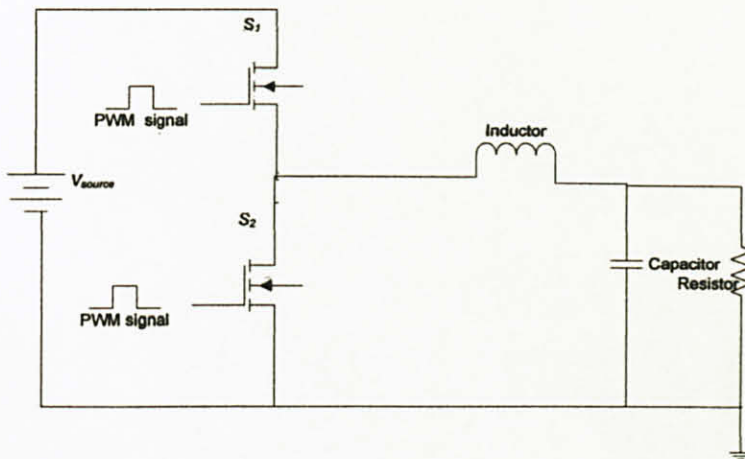 S1
PWM signal
Inductor
Vsource
S2
Capacitor
Resistor
PWM signal